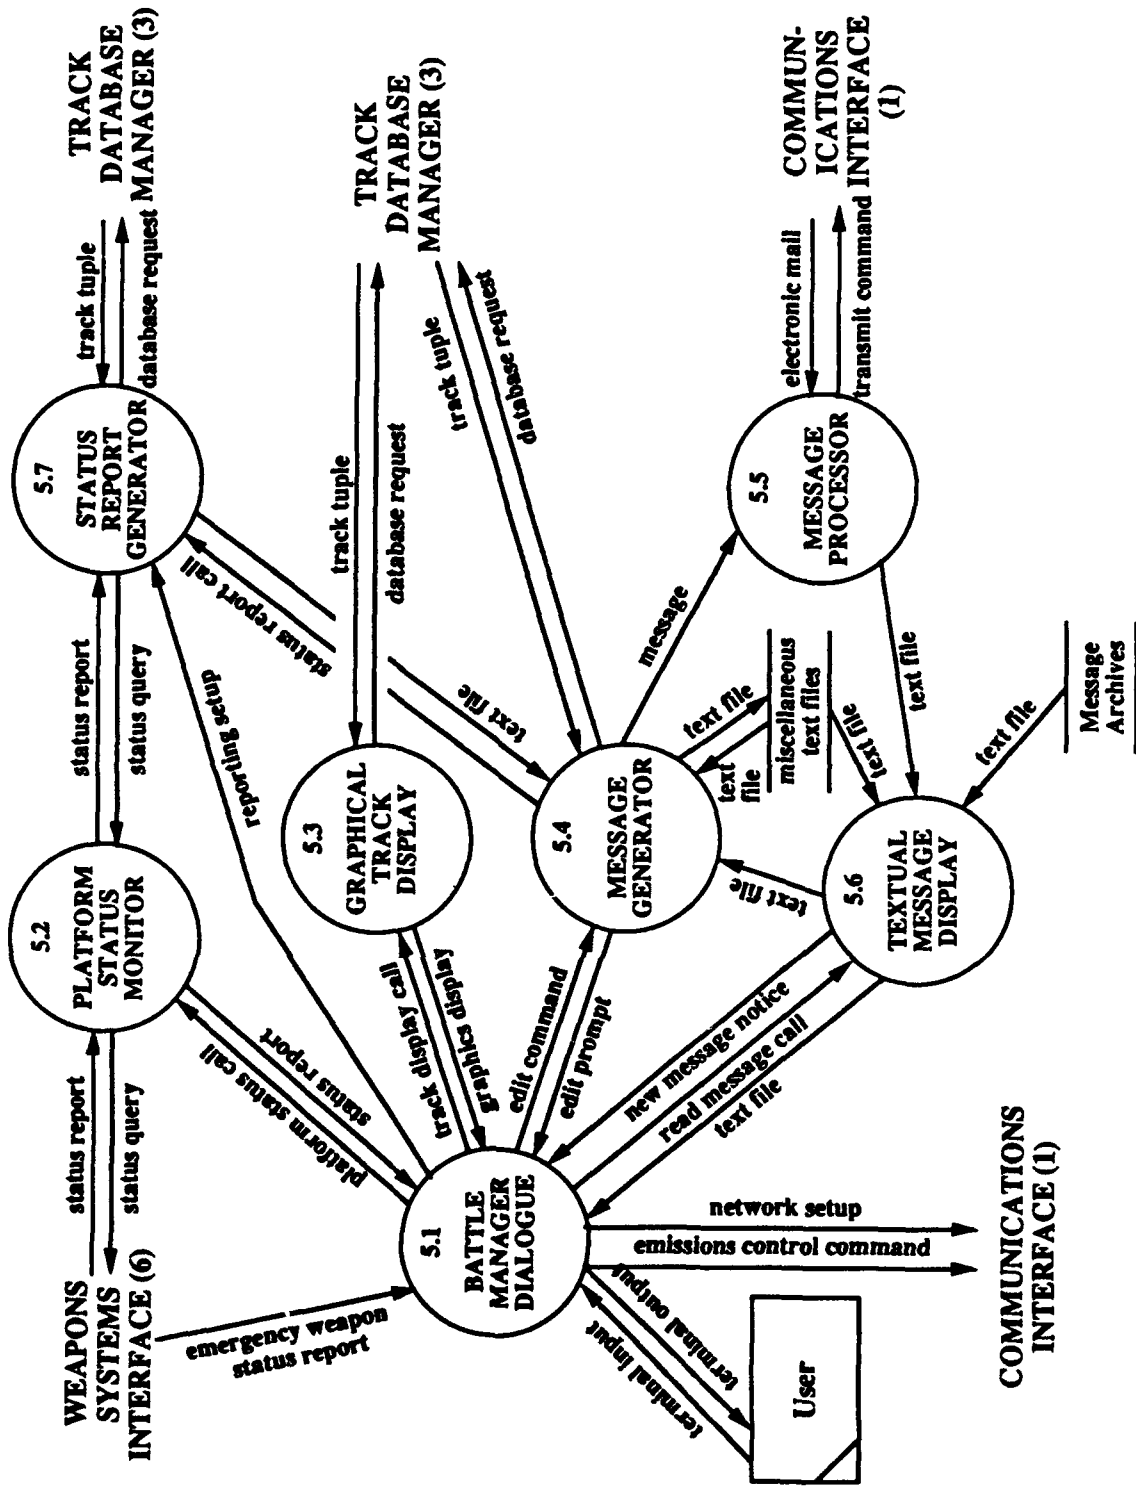 WEAPONS
SYSTEMS
INTERFACE (6)
status report
status query
5.2
PLATFORM
STATUS
MONITOR
status report
status query
5.7
STATUS
REPORT
GENERATOR
track tuple
database request
TRACK
DATABASE
MANAGER (3)
emergency weapon
status report
platform status call
status report
reporting setup
status report call
text file
5.3
GRAPHICAL
TRACK
DISPLAY
track display call
graphics display
track tuple
database request
TRACK
DATABASE
MANAGER (3)
track tuple
database request
5.1
BATTLE
MANAGER
DIALOGUE
edit command
edit prompt
5.4
MESSAGE
GENERATOR
message
text file
text
file
miscellaneous
text files
text file
5.5
MESSAGE
PROCESSOR
electronic mail
transmit command
COMMUN-
ICATIONS
INTERFACE
(1)
new message notice
read message call
text file
text file
5.6
TEXTUAL
MESSAGE
DISPLAY
text file
text file
Message
Archives
terminal input
terminal output
User
network setup
emissions control command
COMMUNICATIONS
INTERFACE (1)